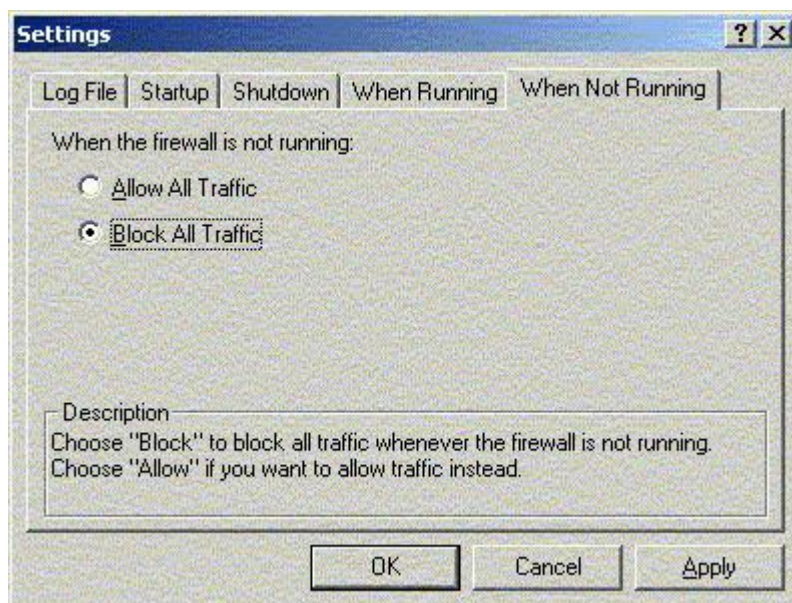 Settings
Log File Startup Shutdown When Running When Not Running
When the firewall is not running:
Allow All Traffic
Block All Traffic
Description
Choose "Block" to block all traffic whenever the firewall is not running.
Choose "Allow" if you want to allow traffic instead.
OK Cancel Apply